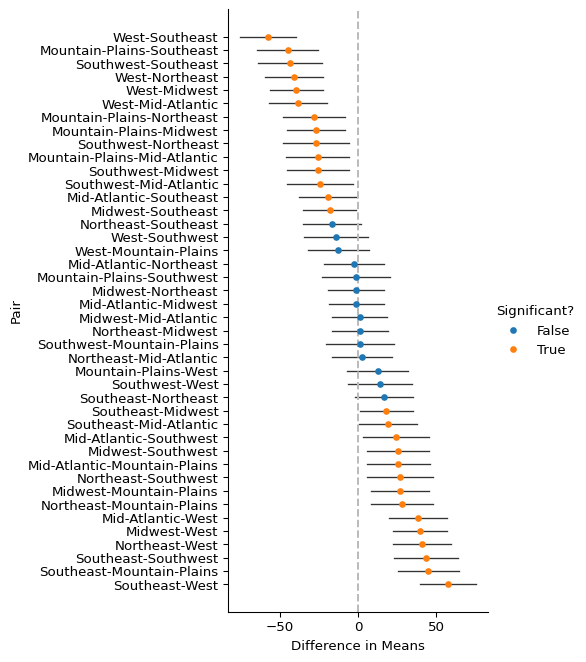 West-Southeast
Mountain-Plains-Southeast
Southwest-Southeast
West-Northeast
West-Midwest
West-Mid-Atlantic
Mountain-Plains-Northeast
Mountain-Plains-Midwest
Southwest-Northeast
Mountain-Plains-Mid-Atlantic
Southwest-Midwest
Southwest-Mid-Atlantic
Mid-Atlantic-Southeast
Midwest-Southeast
Northeast-Southeast
West-Southwest
West-Mountain-Plains
Mid-Atlantic-Northeast
Mountain-Plains-Southwest
Midwest-Northeast
Mid-Atlantic-Midwest
Midwest-Mid-Atlantic
Northeast-Midwest
Southwest-Mountain-Plains
Northeast-Mid-Atlantic
Mountain-Plains-West
Southwest-West
Southeast-Northeast
Southeast-Midwest
Southeast-Mid-Atlantic
Mid-Atlantic-Southwest
Midwest-Southwest
Mid-Atlantic-Mountain-Plains
Northeast-Southwest
Midwest-Mountain-Plains
Northeast-Mountain-Plains
Mid-Atlantic-West
Midwest-West
Northeast-West
Southeast-Southwest
Southeast-Mountain-Plains
Southeast-West
Pair
−50 0 50
Difference in Means
Significant?
False
True